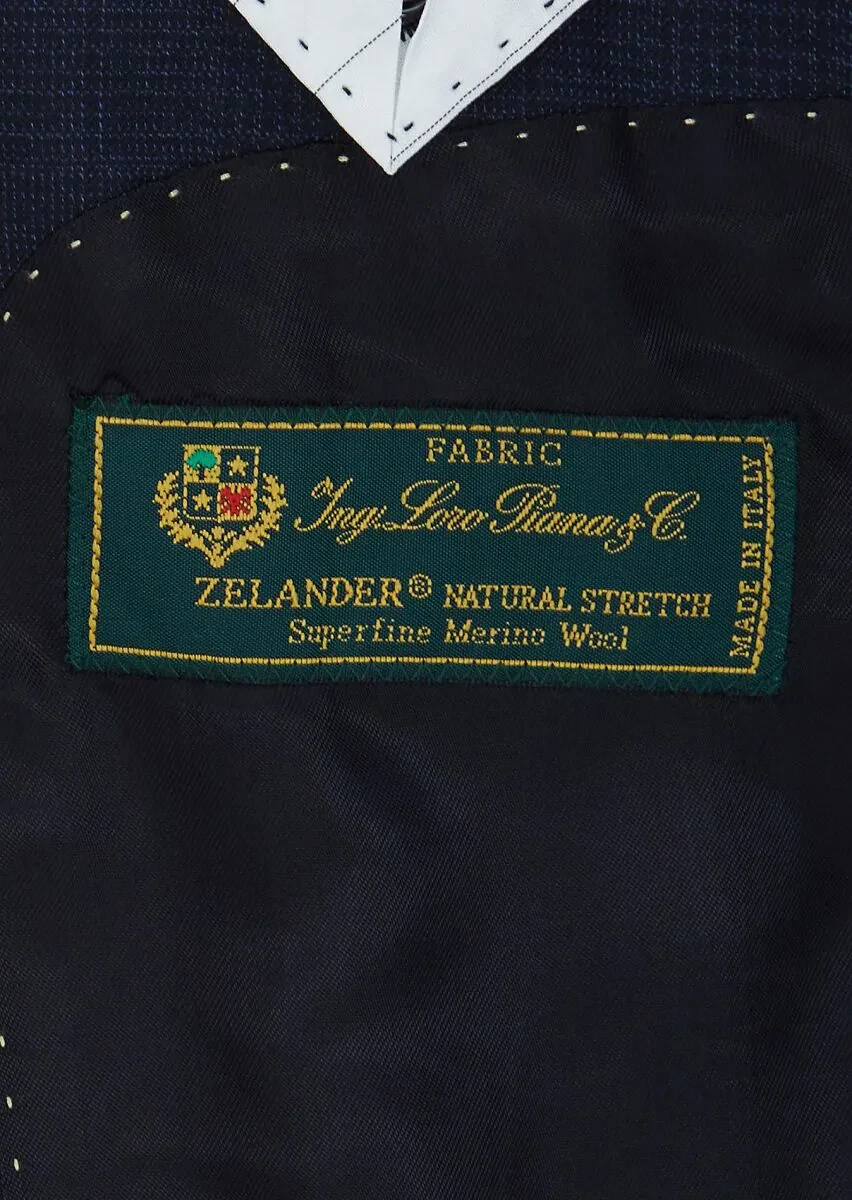 FABRIC
Ing. Loro Piana & C.
ZELANDER® NATURAL STRETCH
Superfine Merino Wool
MADE IN ITALY